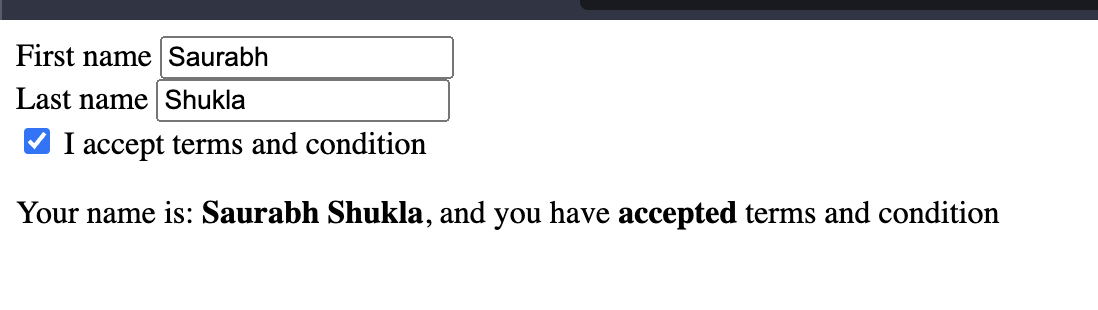 First name Saurabh
Last name Shukla
I accept terms and condition
Your name is: Saurabh Shukla, and you have accepted terms and condition